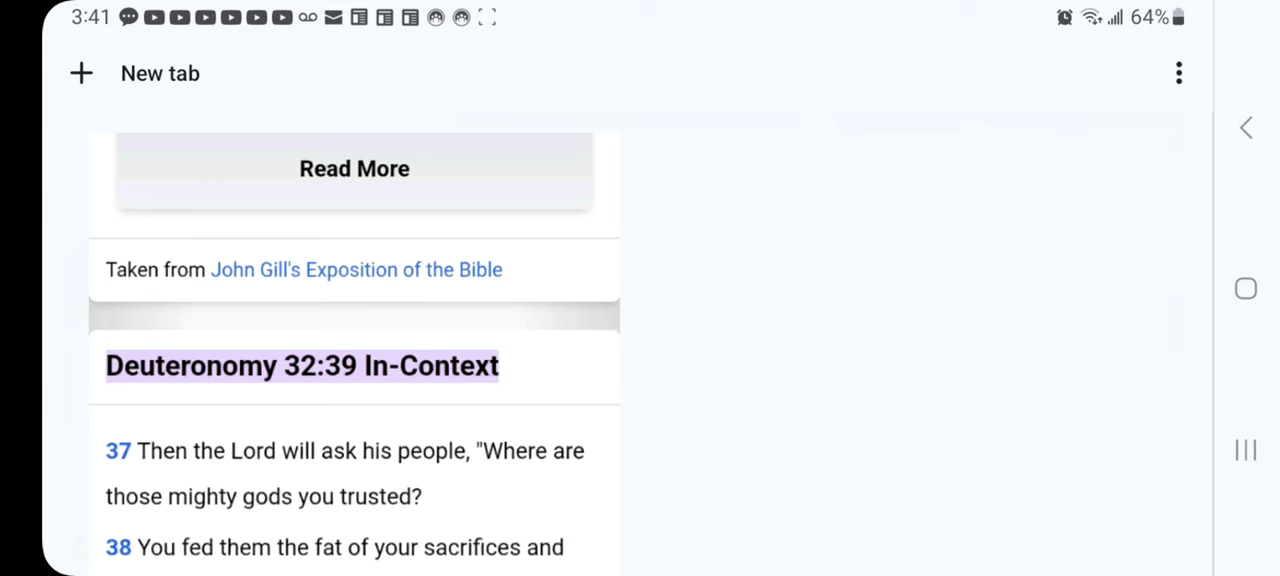 3:41 64%
New tab
Read More
Taken from John Gill's Exposition of the Bible
Deuteronomy 32:39 In-Context
37 Then the Lord will ask his people, "Where are
those mighty gods you trusted?
38 You fed them the fat of your sacrifices and